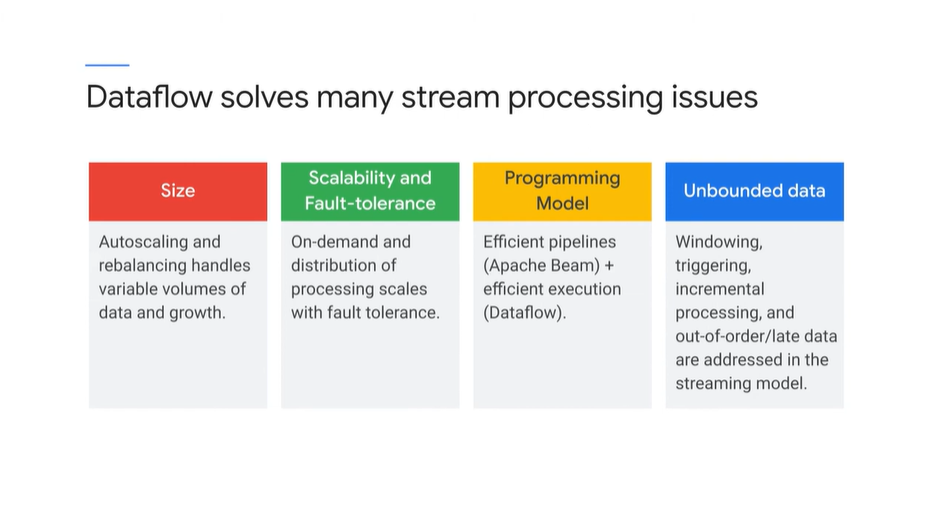 Dataflow solves many stream processing issues
Size
Autoscaling and
rebalancing handles
variable volumes of
data and growth.
Scalability and
Fault-tolerance
On-demand and
distribution of
processing scales
with fault tolerance.
Programming
Model
Efficient pipelines
(Apache Beam) +
efficient execution
(Dataflow).
Unbounded data
Windowing,
triggering,
incremental
processing, and
out-of-order/late data
are addressed in the
streaming model.